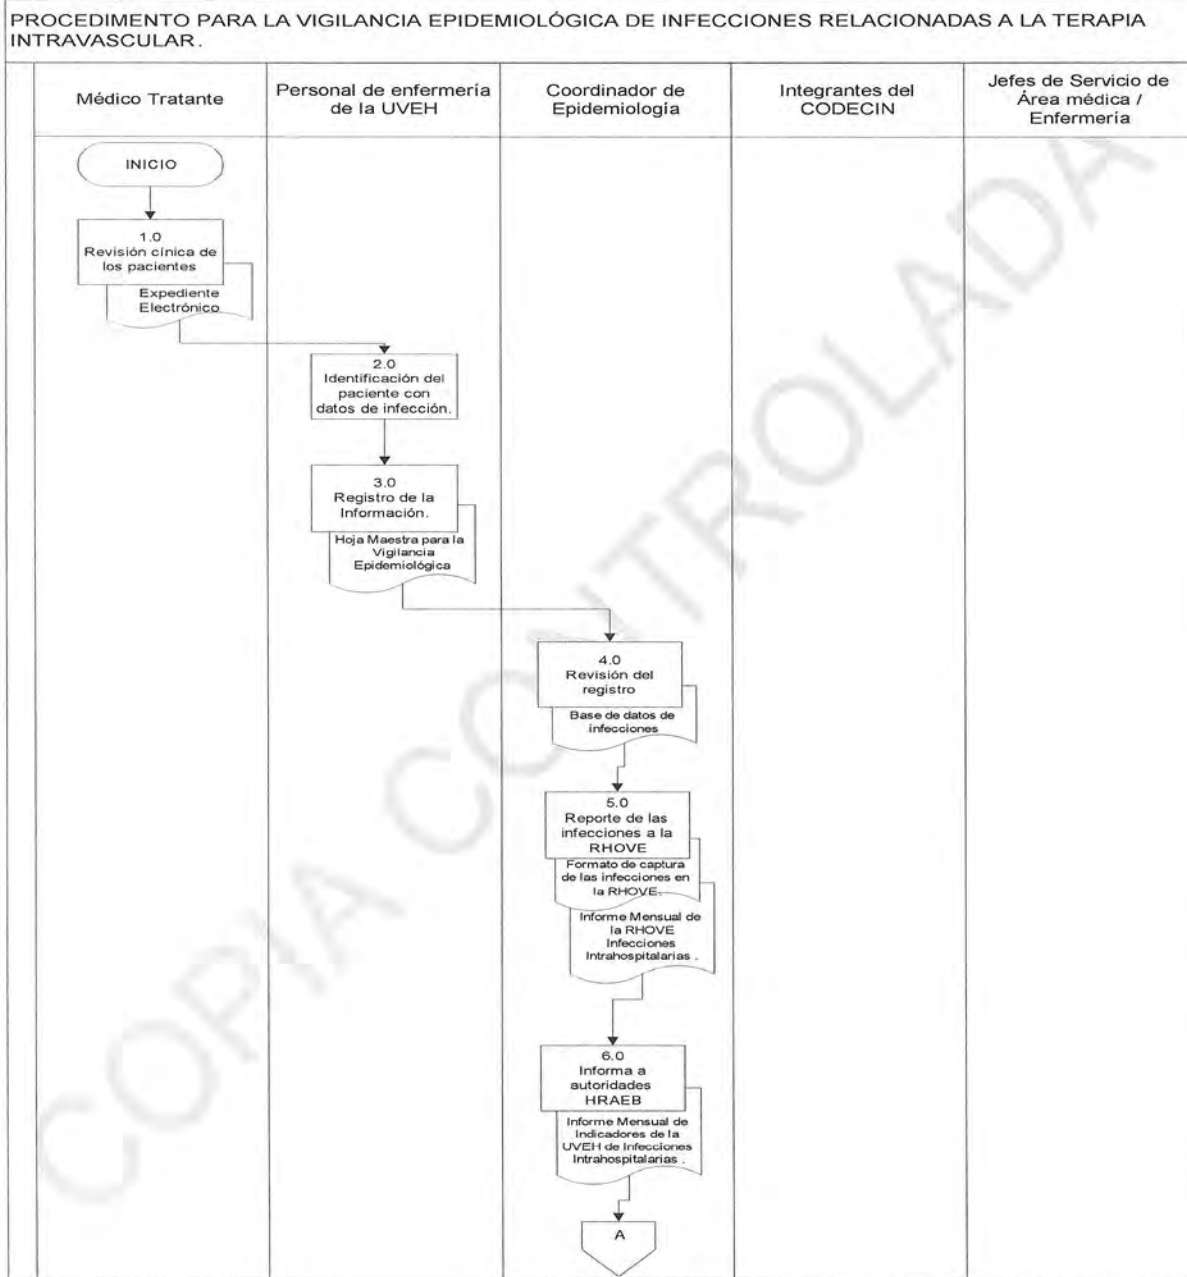 PROCEDIMENTO PARA LA VIGILANCIA EPIDEMIOLÓGICA DE INFECCIONES RELACIONADAS A LA TERAPIA
INTRAVASCULAR.
Médico Tratante
Personal de enfermería
de la UVEH
Coordinador de
Epidemiología
Integrantes del
CODECIN
Jefes de Servicio de
Área médica /
Enfermería
INICIO
1.0
Revisión cínica de
los pacientes
Expediente
Electrónico
2.0
Identificación del
paciente con
datos de infección.
3.0
Registro de la
Información.
Hoja Maestra para la
Vigilancia
Epidemiológica
4.0
Revisión del
registro
Base de datos de
infecciones
5.0
Reporte de las
infecciones a la
RHOVE
Formato de captura
de las infecciones en
la RHOVE.
Informe Mensual de
la RHOVE
Infecciones
Intrahospitalarias .
6.0
Informa a
autoridades
HRAEB
Informe Mensual de
Indicadores de la
UVEH de Infecciones
Intrahospitalarias .
A
COPIA CONTROLADA